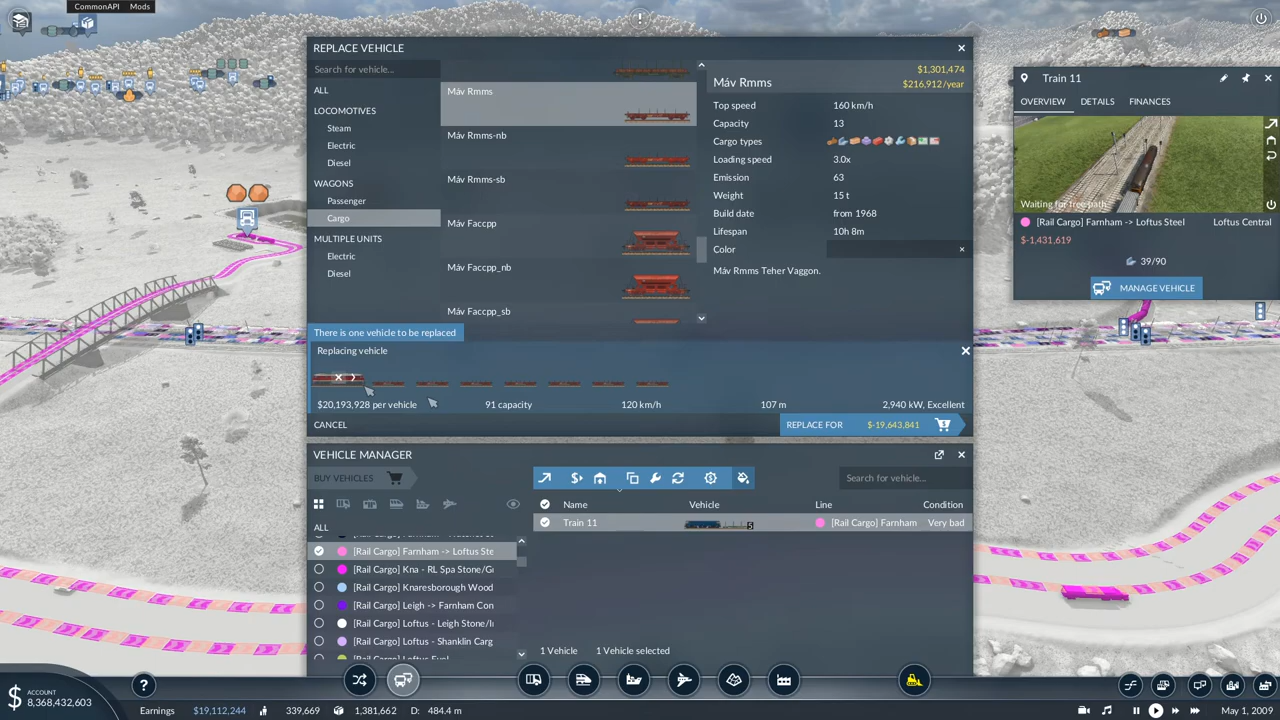 CommonAPI Mods
REPLACE VEHICLE
Search for vehicle...
ALL
LOCOMOTIVES
Steam
Electric
Diesel
WAGONS
Passenger
Cargo
MULTIPLE UNITS
Electric
Diesel
Máv Rmms
Máv Rmms-nb
Máv Rmms-sb
Máv Faccpp
Máv Faccpp_nb
Máv Faccpp_sb
$1,301,474
Máv Rmms
$216,912/year
Top speed 160 km/h
Capacity 13
Cargo types
Loading speed 3.0x
Emission 63
Weight 15 t
Build date from 1968
Lifespan 10h 8m
Color
Máv Rmms Teher Vaggon.
There is one vehicle to be replaced
Replacing vehicle
$20,193,928 per vehicle 91 capacity 120 km/h 107 m 2,940 kW, Excellent
CANCEL REPLACE FOR $-19,643,841
Train 11
OVERVIEW DETAILS FINANCES
Waiting for free path
[Rail Cargo] Farnham -> Loftus Steel Loftus Central
$-1,431,619
39/90
MANAGE VEHICLE
VEHICLE MANAGER
BUY VEHICLES
Search for vehicle...
ALL
[Rail Cargo] Farnham -> Loftus Ste
[Rail Cargo] Kna - RL Spa Stone/Gr
[Rail Cargo] Knaresborough Wood
[Rail Cargo] Leigh -> Farnham Con
[Rail Cargo] Loftus - Leigh Stone/Ir
[Rail Cargo] Loftus - Shanklin Carg
[Rail Cargo] Loftus Fuel
Name Vehicle Line Condition
Train 11 5 [Rail Cargo] Farnham Very bad
1 Vehicle 1 Vehicle selected
ACCOUNT
$ 8,368,432,603
?
Earnings $19,112,244 339,669 1,381,662 D: 484.4 m
May 1, 2009